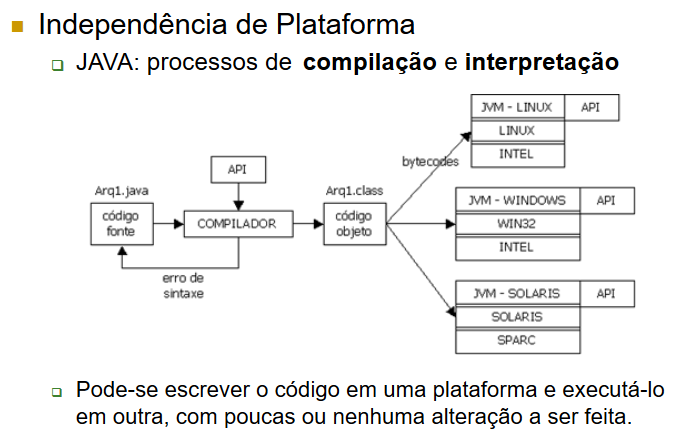 Independência de Plataforma
JAVA: processos de compilação e interpretação
JVM - LINUX API
LINUX
INTEL
bytecodes
API
Arq1.java
código
fonte
COMPILADOR
Arq1.class
código
objeto
erro de
sintaxe
JVM - WINDOWS API
WIN32
INTEL
JVM - SOLARIS API
SOLARIS
SPARC
Pode-se escrever o código em uma plataforma e executá-lo
em outra, com poucas ou nenhuma alteração a ser feita.